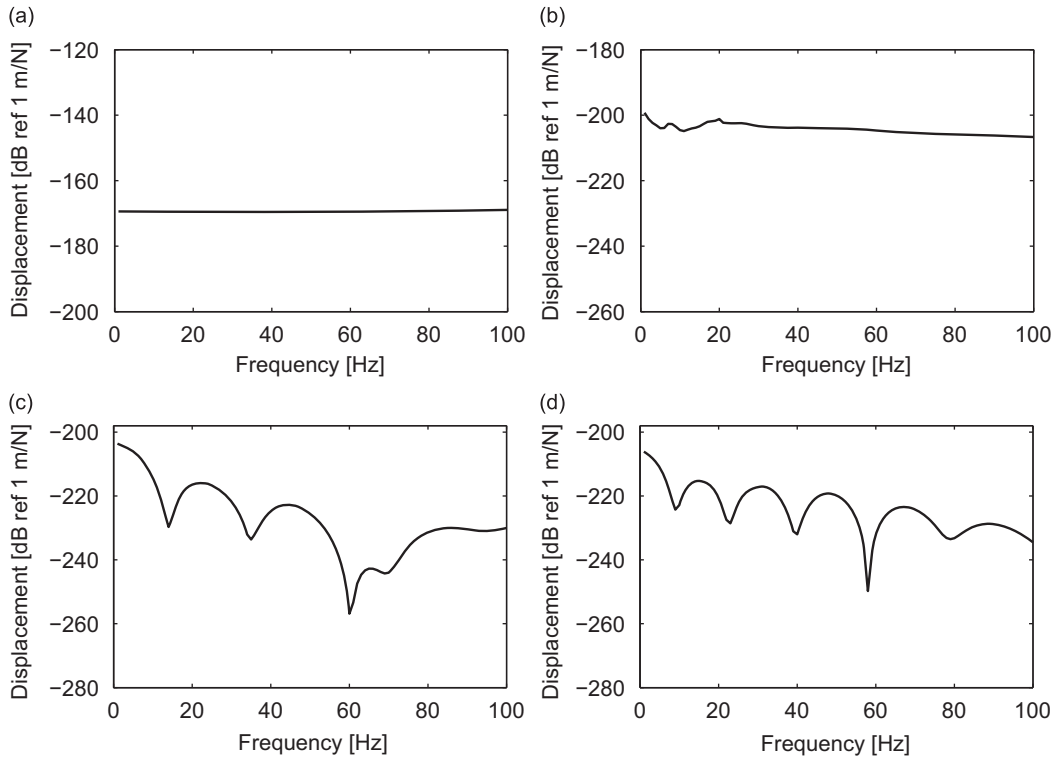 (a)
Displacement [dB ref 1 m/N]
−120
−140
−160
−180
−200
0 20 40 60 80 100
Frequency [Hz]
(b)
Displacement [dB ref 1 m/N]
−180
−200
−220
−240
−260
0 20 40 60 80 100
Frequency [Hz]
(c)
Displacement [dB ref 1 m/N]
−200
−220
−240
−260
−280
0 20 40 60 80 100
Frequency [Hz]
(d)
Displacement [dB ref 1 m/N]
−200
−220
−240
−260
−280
0 20 40 60 80 100
Frequency [Hz]